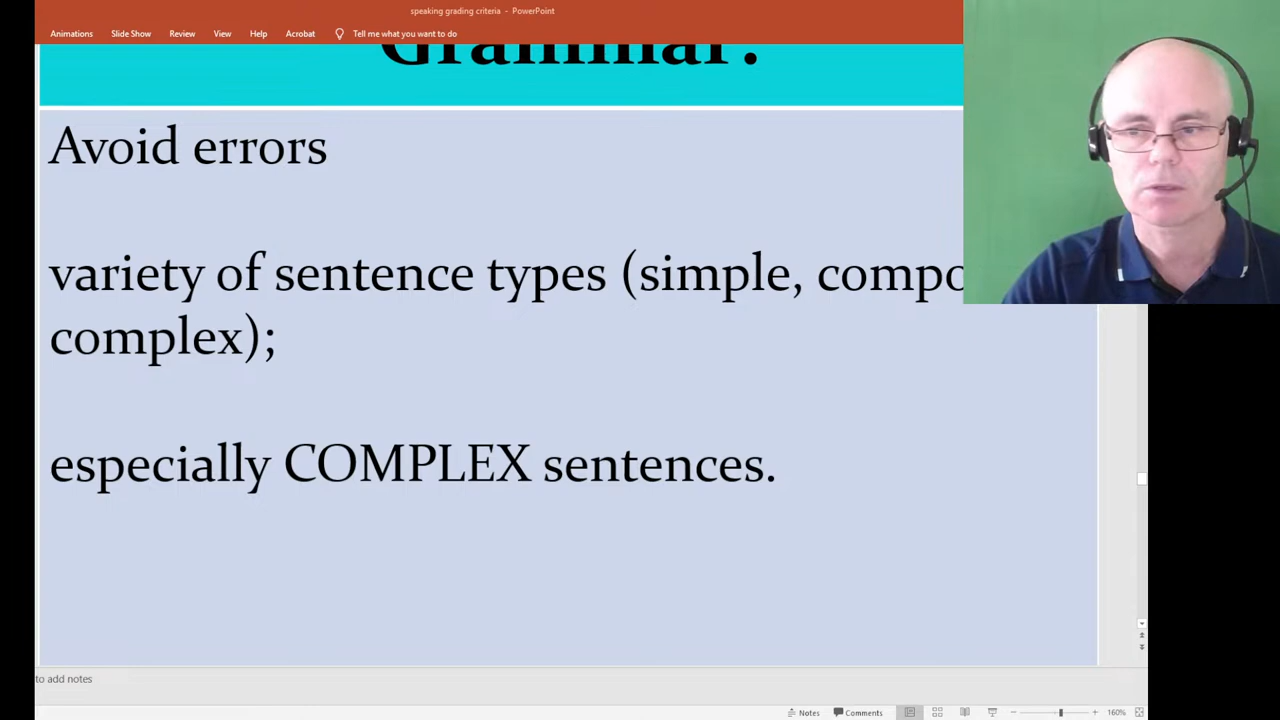 speaking grading criteria - PowerPoint
Animations Slide Show Review View Help Acrobat Tell me what you want to do
Grammar:
Avoid errors
variety of sentence types (simple, compo
complex);
especially COMPLEX sentences.
to add notes
Notes Comments 160%